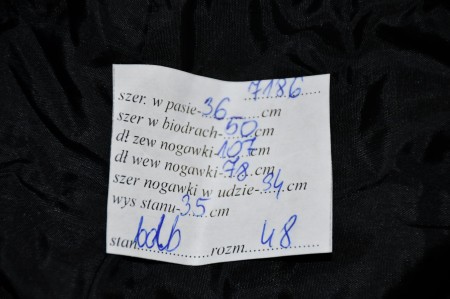 7186
szer. w pasie-36 cm
szer w biodrach-50 cm
dł zew nogawki-107 cm
dł wew nogawki-78 cm
szer nogawki w udzie-34 cm
wys stanu-35 cm
stan bdb rozm. 48